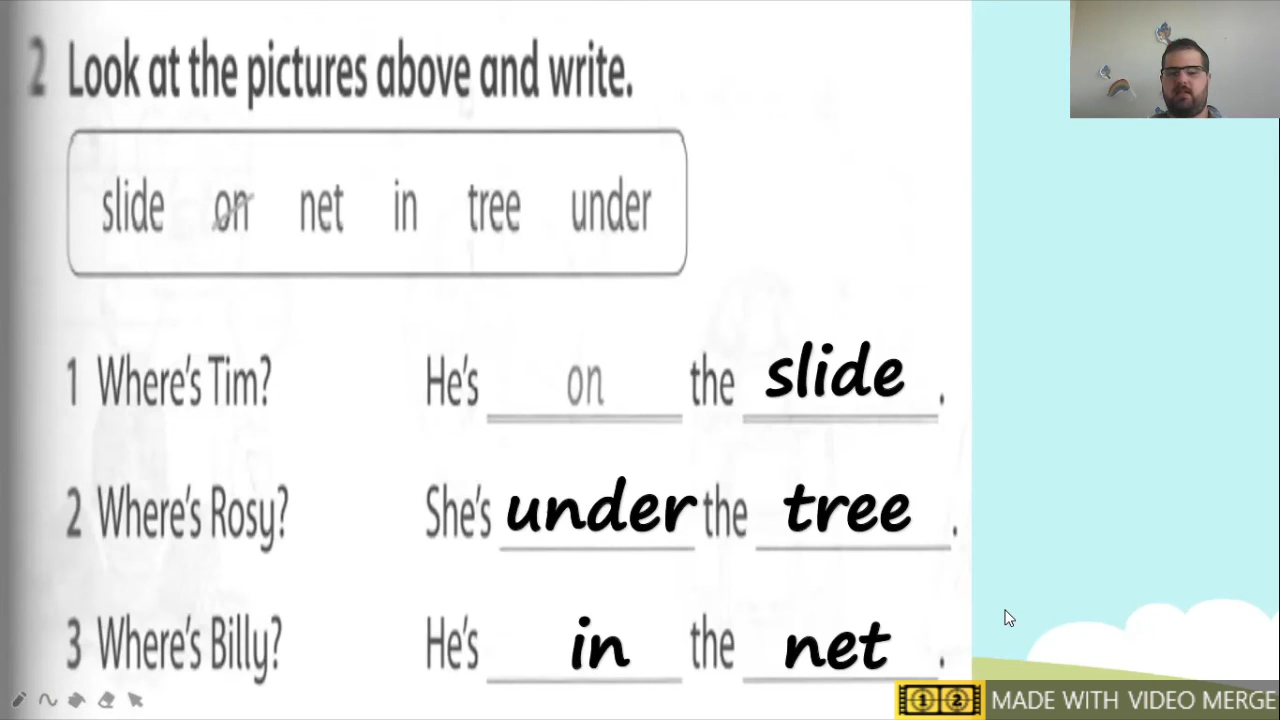 2 Look at the pictures above and write.
slide on net in tree under
1 Where's Tim? He's on the slide.
2 Where's Rosy? She's under the tree.
3 Where's Billy? He's in the net.
1 2 MADE WITH VIDEO MERGE